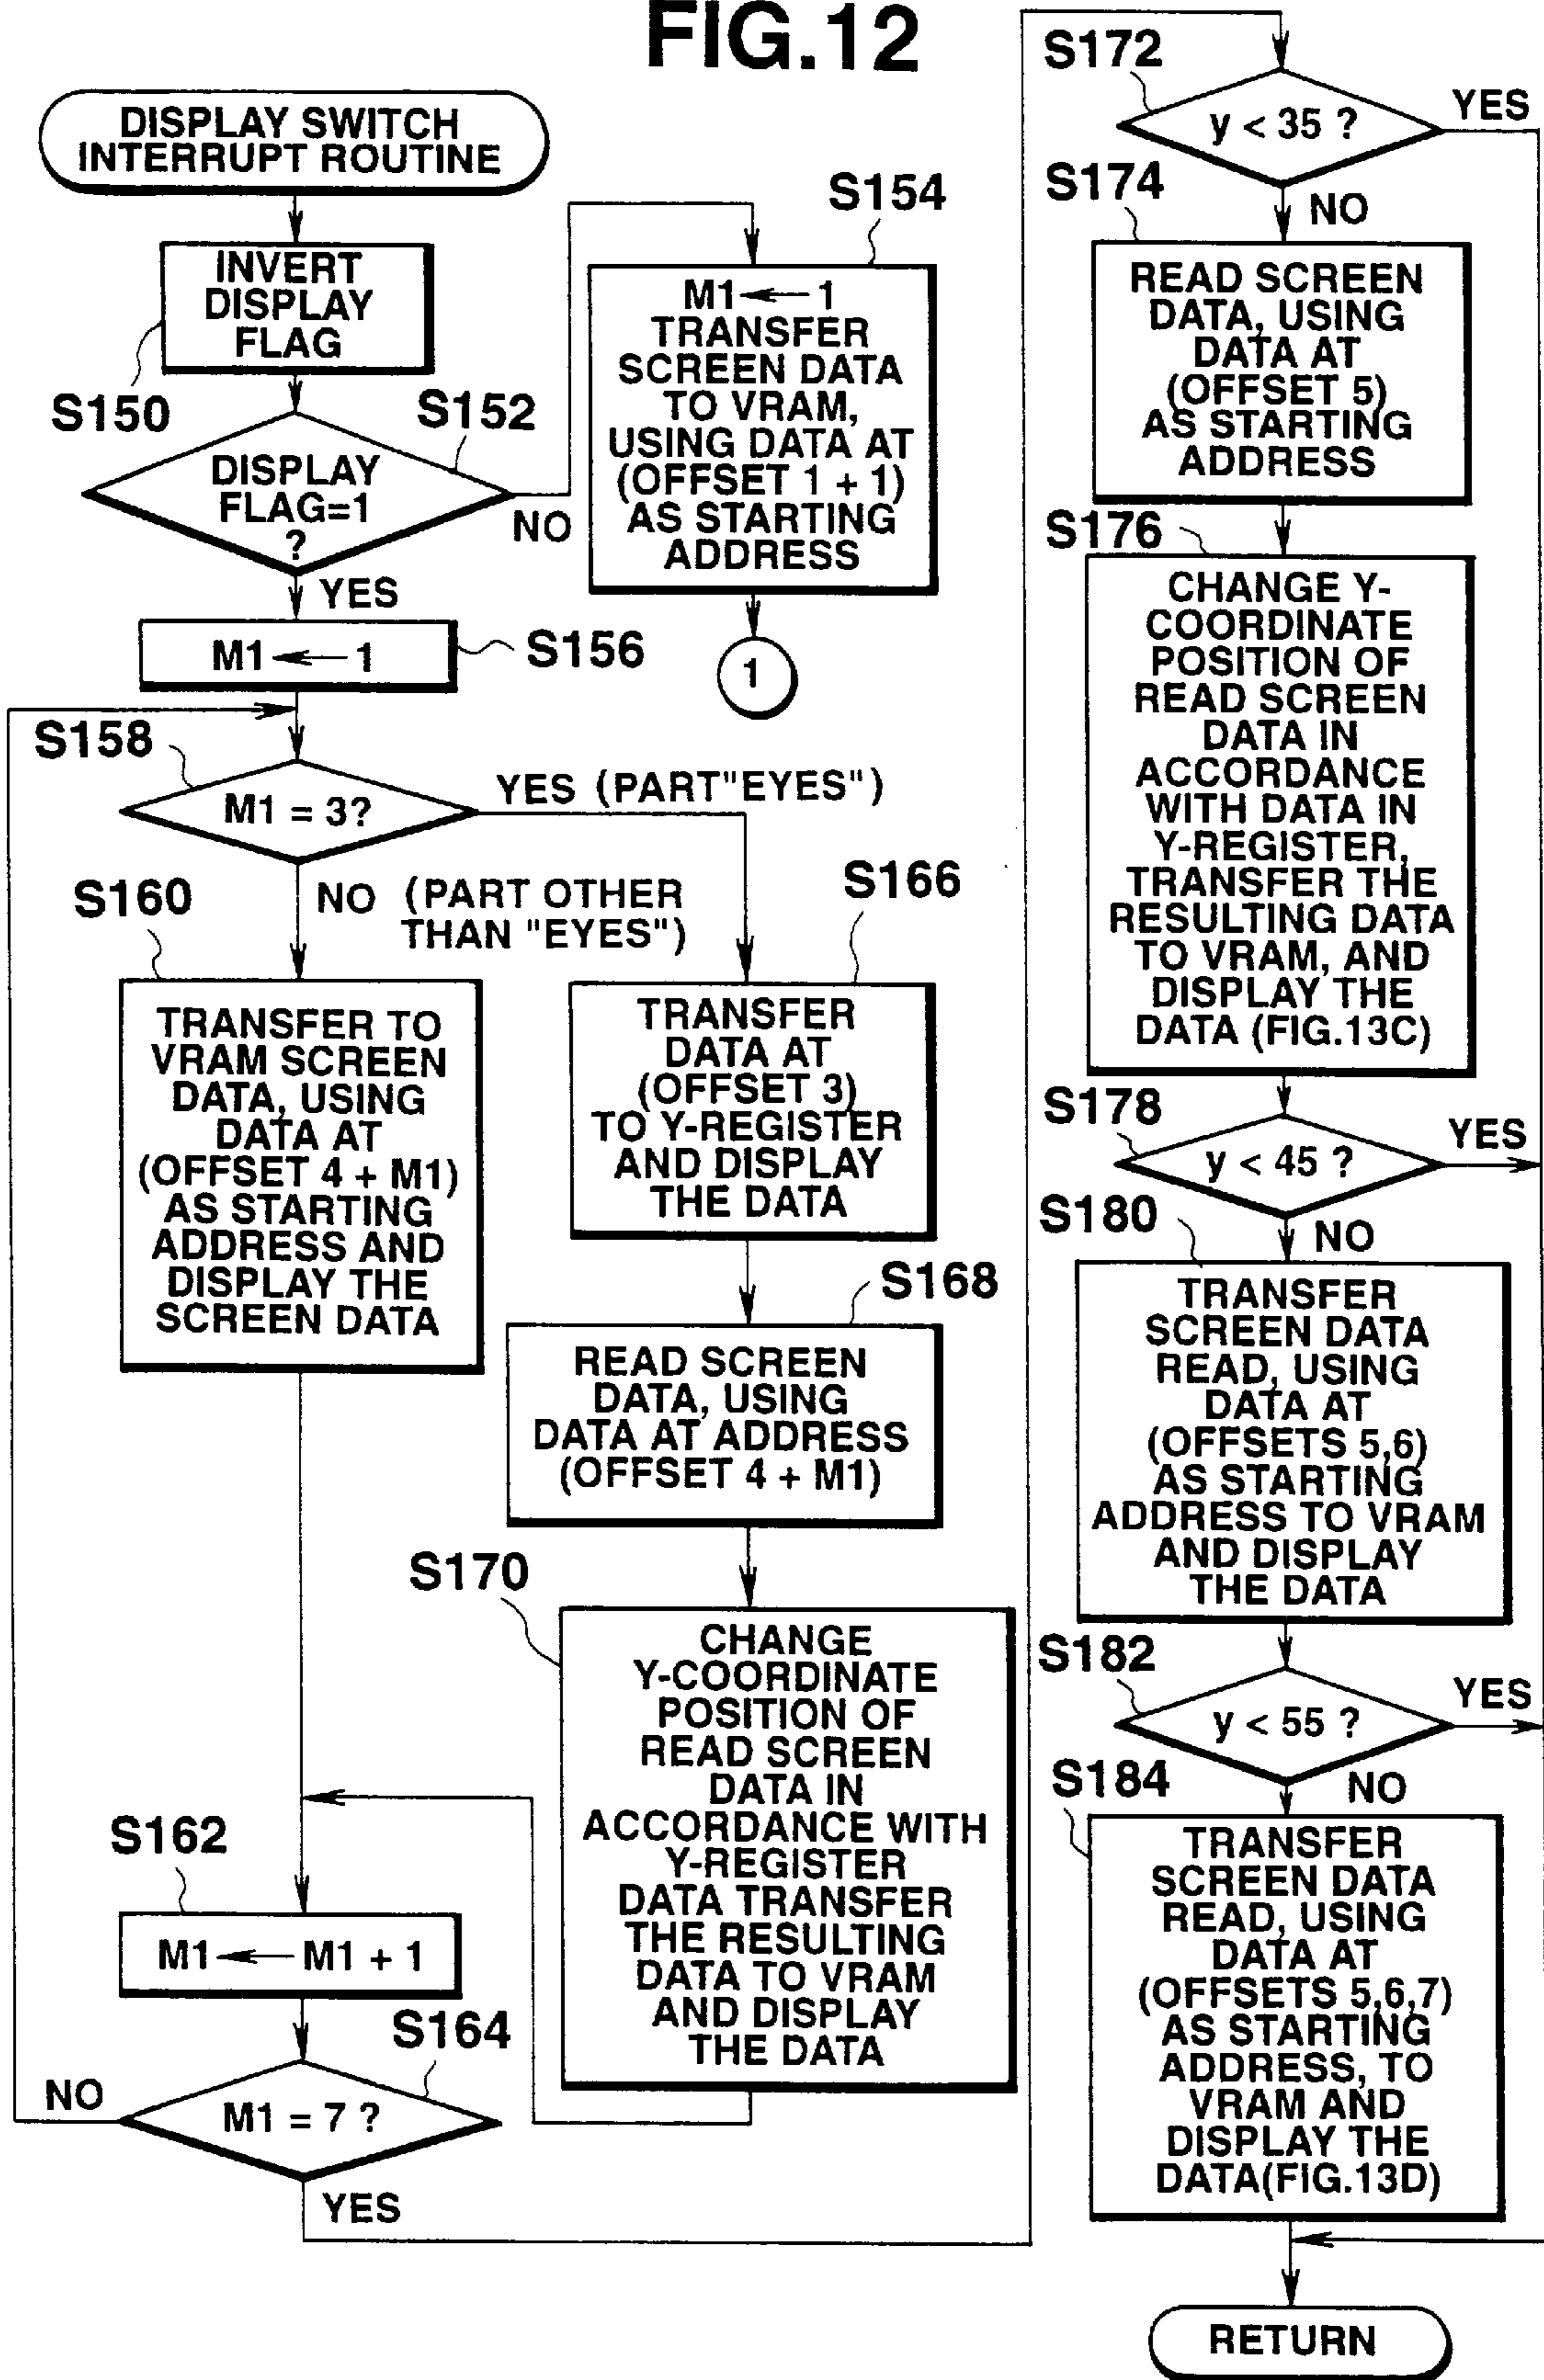 FIG.12
DISPLAY SWITCH
INTERRUPT ROUTINE
INVERT
DISPLAY
FLAG
S150
S152
DISPLAY
FLAG=1
?
NO
YES
S154
M1 ← 1
TRANSFER
SCREEN DATA
TO VRAM,
USING DATA AT
(OFFSET 1 + 1)
AS STARTING
ADDRESS
1
M1 ← 1
S156
S158
M1 = 3?
YES (PART"EYES")
NO (PART OTHER
THAN "EYES")
S160
TRANSFER TO
VRAM SCREEN
DATA, USING
DATA AT
(OFFSET 4 + M1)
AS STARTING
ADDRESS AND
DISPLAY THE
SCREEN DATA
S166
TRANSFER
DATA AT
(OFFSET 3)
TO Y-REGISTER
AND DISPLAY
THE DATA
S168
READ SCREEN
DATA, USING
DATA AT ADDRESS
(OFFSET 4 + M1)
S170
CHANGE
Y-COORDINATE
POSITION OF
READ SCREEN
DATA IN
ACCORDANCE WITH
Y-REGISTER
DATA TRANSFER
THE RESULTING
DATA TO VRAM
AND DISPLAY
THE DATA
S162
M1 ← M1 + 1
S164
NO
M1 = 7 ?
YES
S172
y < 35 ?
YES
NO
S174
READ SCREEN
DATA, USING
DATA AT
(OFFSET 5)
AS STARTING
ADDRESS
S176
CHANGE Y-
COORDINATE
POSITION OF
READ SCREEN
DATA IN
ACCORDANCE
WITH DATA IN
Y-REGISTER,
TRANSFER THE
RESULTING DATA
TO VRAM, AND
DISPLAY THE
DATA (FIG.13C)
S178
y < 45 ?
YES
NO
S180
TRANSFER
SCREEN DATA
READ, USING
DATA AT
(OFFSETS 5,6)
AS STARTING
ADDRESS TO VRAM
AND DISPLAY
THE DATA
S182
y < 55 ?
YES
NO
S184
TRANSFER
SCREEN DATA
READ, USING
DATA AT
(OFFSETS 5,6,7)
AS STARTING
ADDRESS, TO
VRAM AND
DISPLAY THE
DATA(FIG.13D)
RETURN